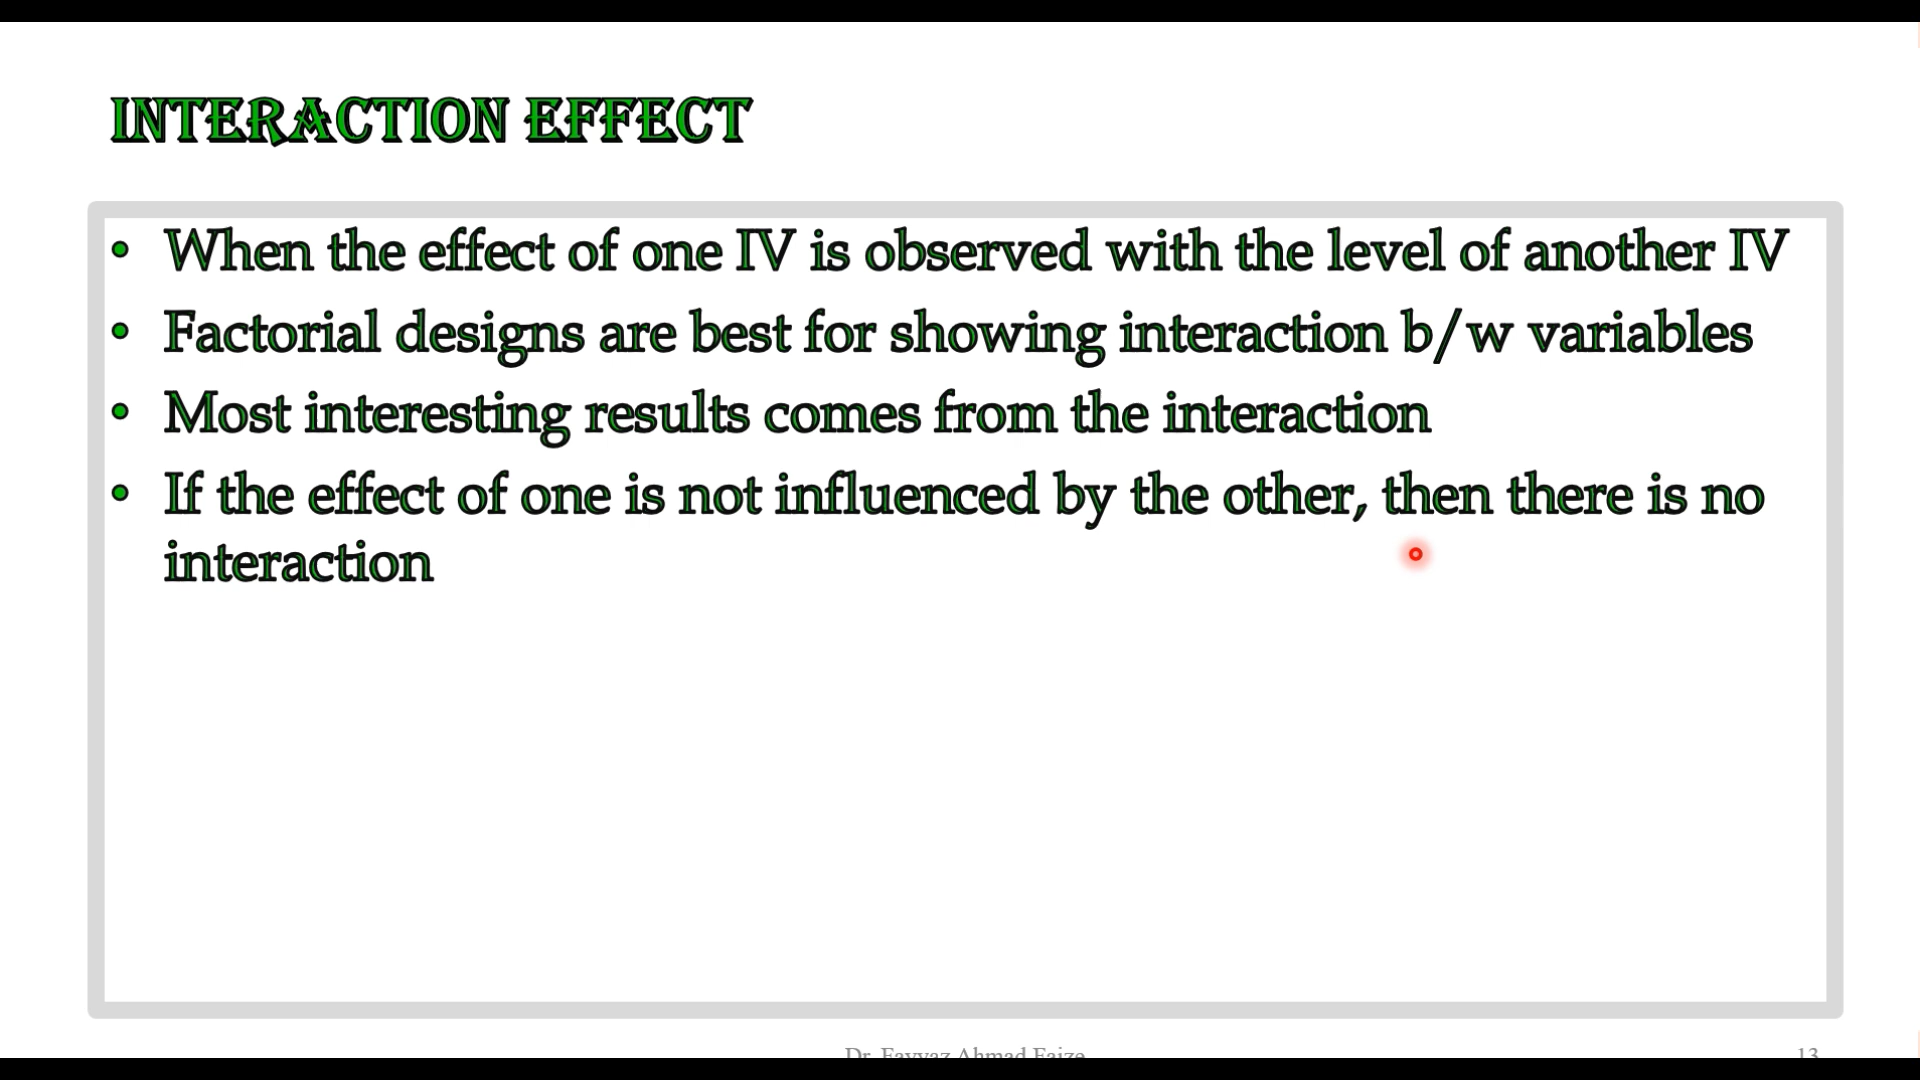 INTERACTION EFFECT
• When the effect of one IV is observed with the level of another IV
• Factorial designs are best for showing interaction b/w variables
• Most interesting results comes from the interaction
• If the effect of one is not influenced by the other, then there is no
interaction
Dr. Fayyaz Ahmad Faize
13